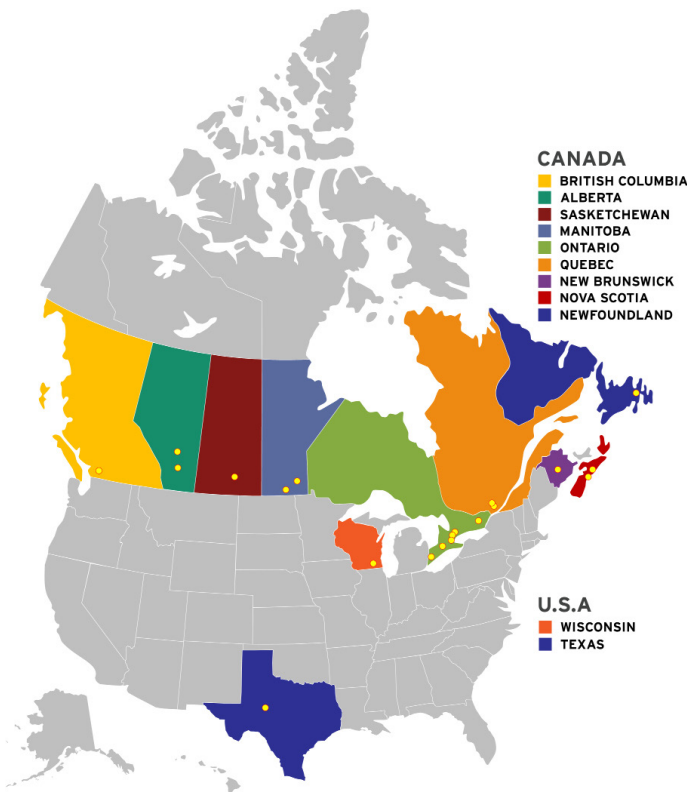 CANADA
BRITISH COLUMBIA
ALBERTA
SASKETCHEWAN
MANITOBA
ONTARIO
QUEBEC
NEW BRUNSWICK
NOVA SCOTIA
NEWFOUNDLAND
U.S.A
WISCONSIN
TEXAS